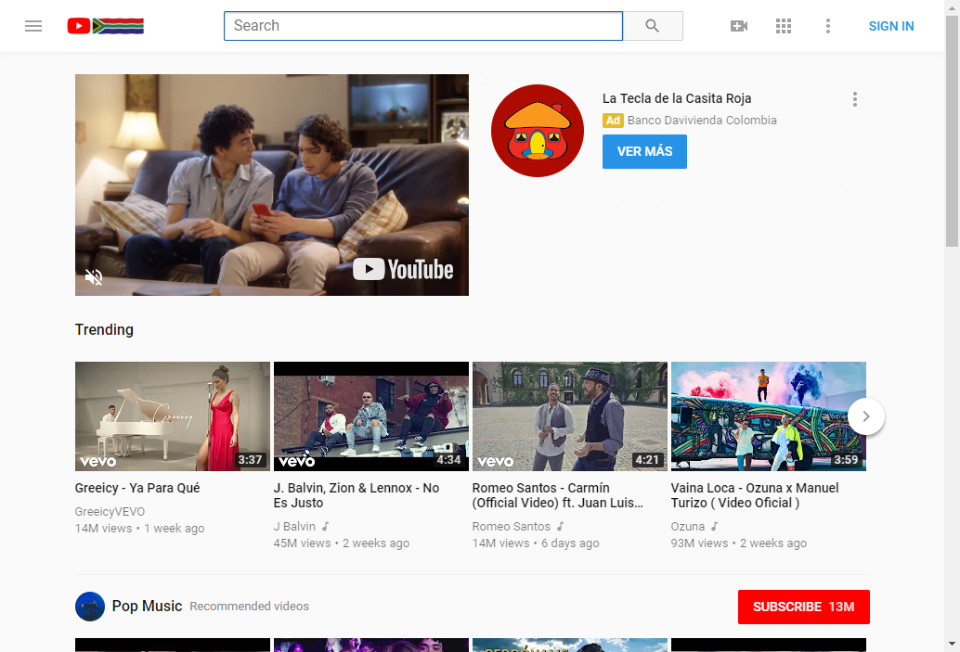 Search
SIGN IN
YouTube
La Tecla de la Casita Roja
Ad Banco Davivienda Colombia
VER MÁS
Trending
Greeicy
vevo
3:37
vevo
4:34
vevo
4:21
3:59
Greeicy - Ya Para Qué
GreeicyVEVO
14M views • 1 week ago
J. Balvin, Zion & Lennox - No
Es Justo
J Balvin
45M views • 2 weeks ago
Romeo Santos - Carmín
(Official Video) ft. Juan Luis...
Romeo Santos
14M views • 6 days ago
Vaina Loca - Ozuna x Manuel
Turizo ( Video Oficial )
Ozuna
93M views • 2 weeks ago
Pop Music Recommended videos
SUBSCRIBE 13M